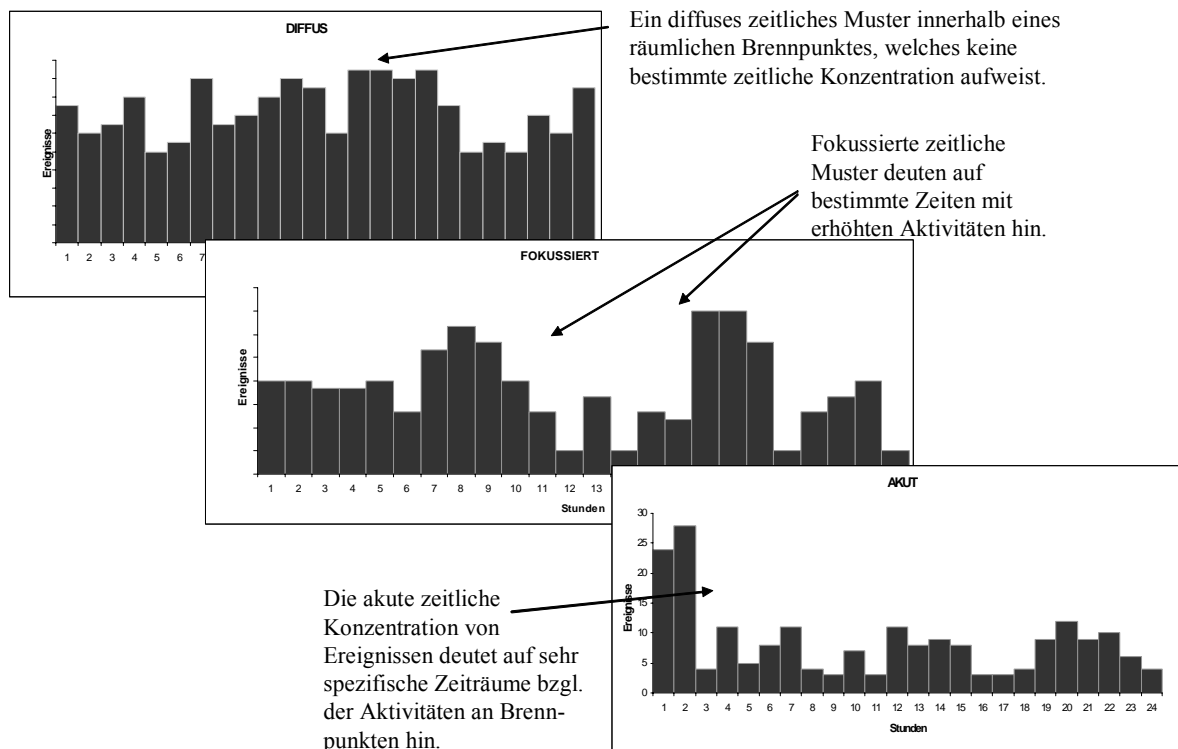 Ein diffuses zeitliches Muster innerhalb eines
räumlichen Brennpunktes, welches keine
bestimmte zeitliche Konzentration aufweist.
DIFFUS
Ereignisse
1 2 3 4 5 6 7
Fokussierte zeitliche
Muster deuten auf
bestimmte Zeiten mit
erhöhten Aktivitäten hin.
FOKUSSIERT
Ereignisse
1 2 3 4 5 6 7 8 9 10 11 12 13
Stunden
AKUT
30
25
20
15
10
5
0
Ereignisse
1 2 3 4 5 6 7 8 9 10 11 12 13 14 15 16 17 18 19 20 21 22 23 24
Stunden
Die akute zeitliche
Konzentration von
Ereignissen deutet auf sehr
spezifische Zeiträume bzgl.
der Aktivitäten an Brenn-
punkten hin.